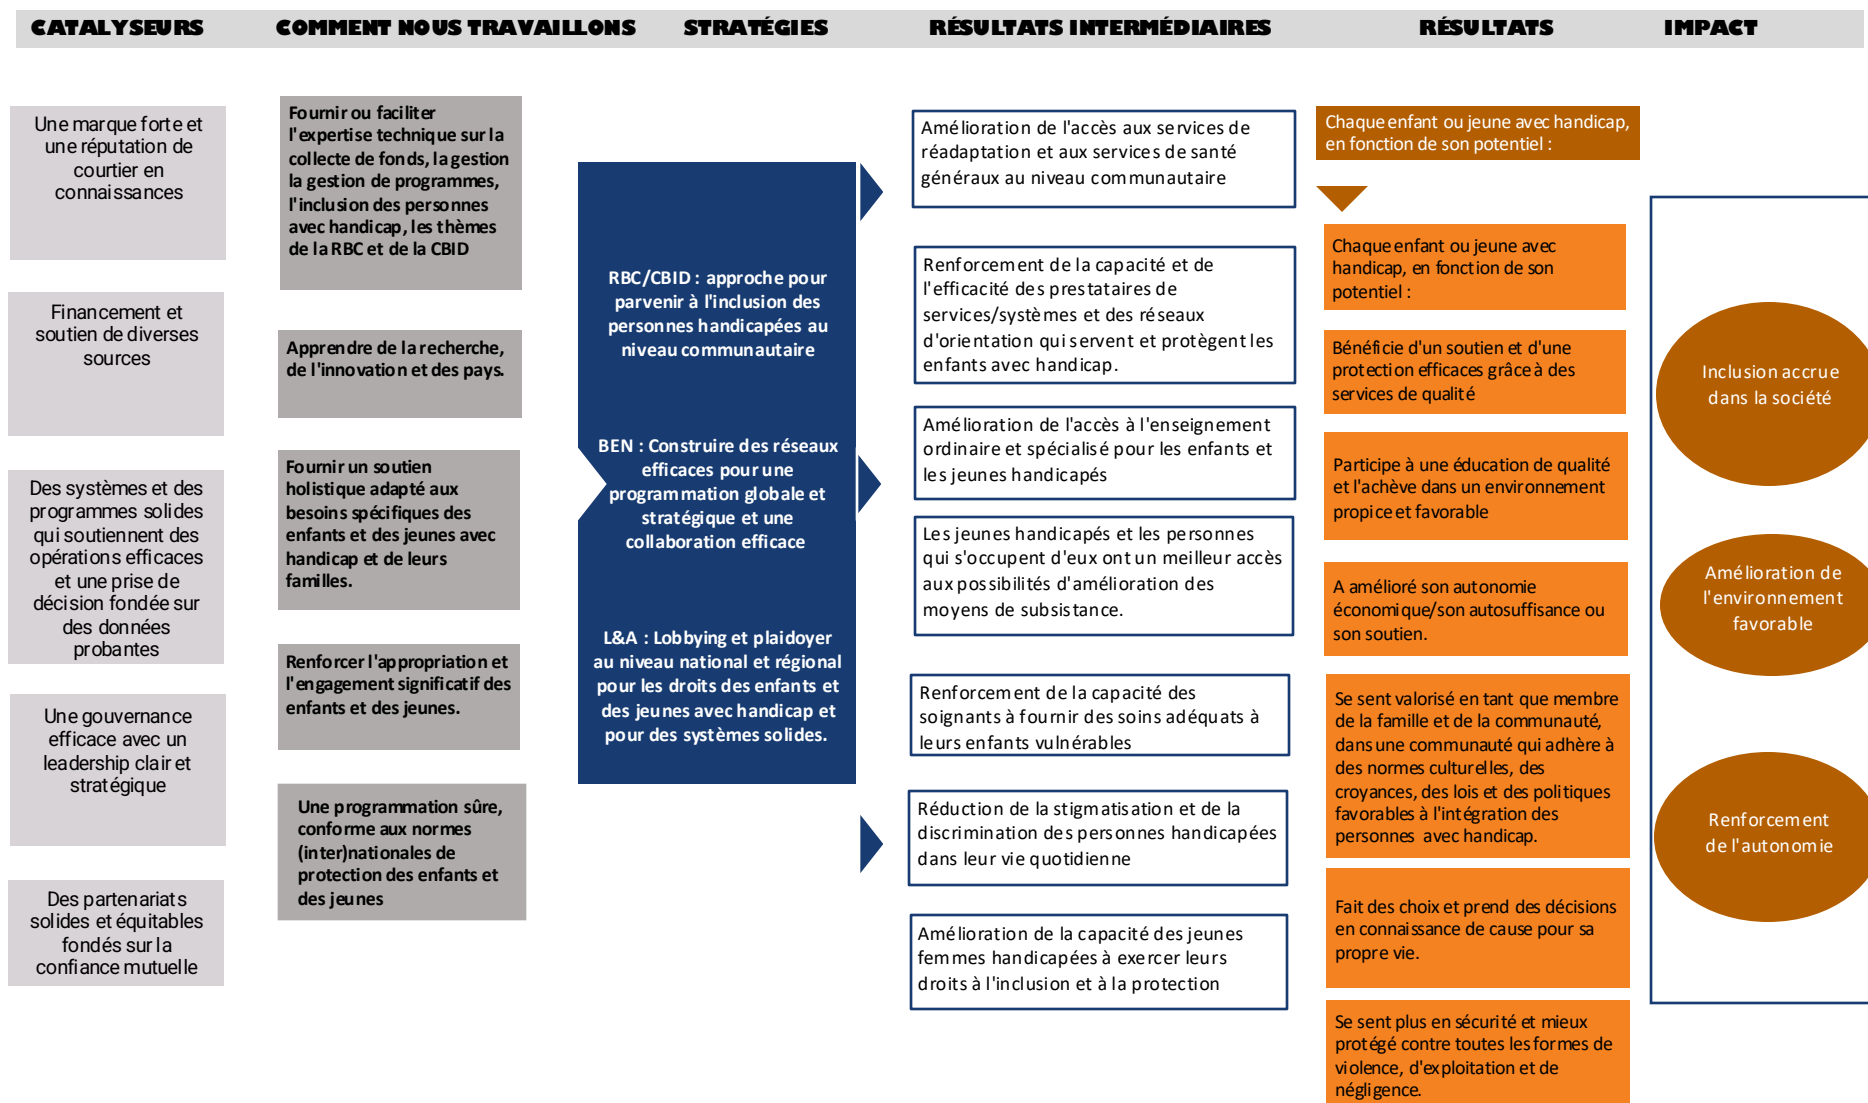 CATALYSEURS
COMMENT NOUS TRAVAILLONS
STRATÉGIES
RÉSULTATS INTERMÉDIAIRES
RÉSULTATS
IMPACT
Une marque forte et
une réputation de
courtier en
connaissances
Financement et
soutien de diverses
sources
Des systèmes et des
programmes solides
qui soutiennent des
opérations efficaces
et une prise de
décision fondée sur
des données
probantes
Une gouvernance
efficace avec un
leadership clair et
stratégique
Des partenariats
solides et équitables
fondés sur la
confiance mutuelle
Fournir ou faciliter
l'expertise technique sur la
collecte de fonds, la gestion
la gestion de programmes,
l'inclusion des personnes
avec handicap, les thèmes
de la RBC et de la CBID
Apprendre de la recherche,
de l'innovation et des pays.
Fournir un soutien
holistique adapté aux
besoins spécifiques des
enfants et des jeunes avec
handicap et de leurs
familles.
Renforcer l'appropriation et
l'engagement significatif des
enfants et des jeunes.
Une programmation sûre,
conforme aux normes
(inter)nationales de
protection des enfants et
des jeunes
RBC/CBID : approche pour
parvenir à l'inclusion des
personnes handicapées au
niveau communautaire
BEN : Construire des réseaux
efficaces pour une
programmation globale et
stratégique et une
collaboration efficace
L&A : Lobbying et plaidoyer
au niveau national et régional
pour les droits des enfants et
des jeunes avec handicap et
pour des systèmes solides.
Amélioration de l'accès aux services de
réadaptation et aux services de santé
généraux au niveau communautaire
Renforcement de la capacité et de
l'efficacité des prestataires de
services/systèmes et des réseaux
d'orientation qui servent et protègent les
enfants avec handicap.
Amélioration de l'accès à l'enseignement
ordinaire et spécialisé pour les enfants et
les jeunes handicapés
Les jeunes handicapés et les personnes
qui s'occupent d'eux ont un meilleur accès
aux possibilités d'amélioration des
moyens de subsistance.
Renforcement de la capacité des
soignants à fournir des soins adéquats à
leurs enfants vulnérables
Réduction de la stigmatisation et de la
discrimination des personnes handicapées
dans leur vie quotidienne
Amélioration de la capacité des jeunes
femmes handicapées à exercer leurs
droits à l'inclusion et à la protection
Chaque enfant ou jeune avec handicap,
en fonction de son potentiel :
Chaque enfant ou jeune avec
handicap, en fonction de son
potentiel :
Bénéficie d'un soutien et d'une
protection efficaces grâce à des
services de qualité
Participe à une éducation de qualité
et l'achève dans un environnement
propice et favorable
A amélioré son autonomie
économique/son autosuffisance ou
son soutien.
Se sent valorisé en tant que membre
de la famille et de la communauté,
dans une communauté qui adhère à
des normes culturelles, des
croyances, des lois et des politiques
favorables à l'intégration des
personnes avec handicap.
Fait des choix et prend des décisions
en connaissance de cause pour sa
propre vie.
Se sent plus en sécurité et mieux
protégé contre toutes les formes de
violence, d'exploitation et de
négligence.
Inclusion accrue
dans la société
Amélioration de
l'environnement
favorable
Renforcement
de l'autonomie